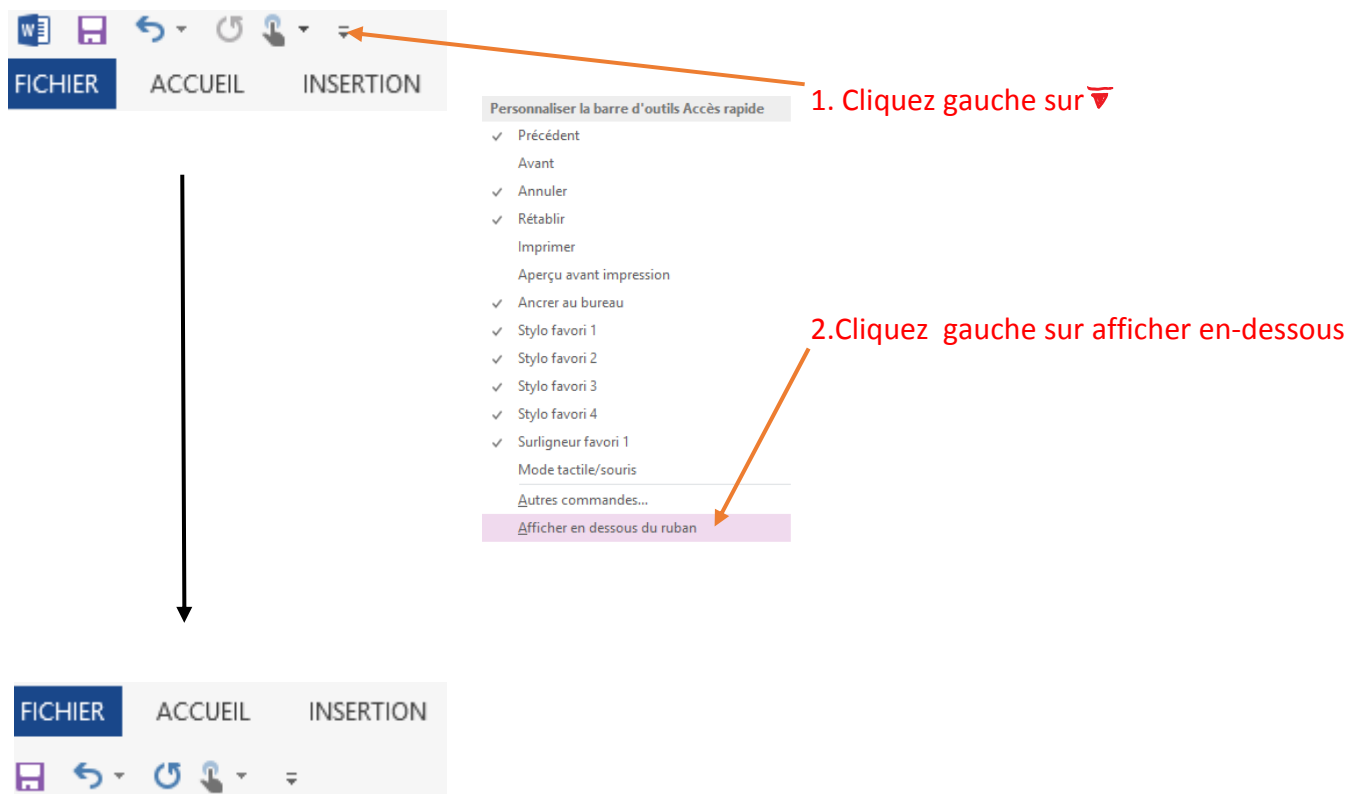 FICHIER ACCUEIL INSERTION
1. Cliquez gauche sur
Personnaliser la barre d'outils Accès rapide
Précédent
Avant
Annuler
Rétablir
Imprimer
Aperçu avant impression
Ancrer au bureau
Stylo favori 1
Stylo favori 2
Stylo favori 3
Stylo favori 4
Surligneur favori 1
Mode tactile/souris
Autres commandes...
Afficher en dessous du ruban
2.Cliquez  gauche sur afficher en-dessous
FICHIER ACCUEIL INSERTION